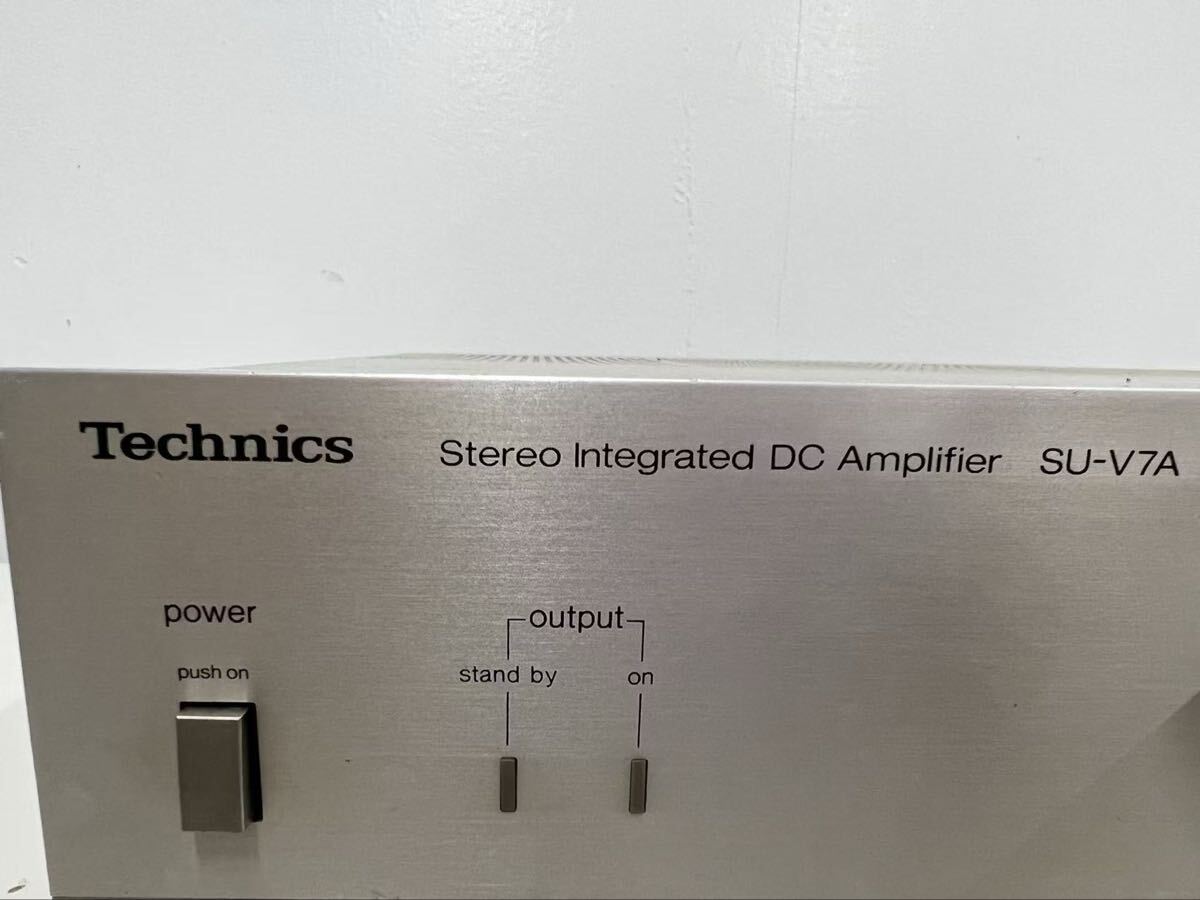 Technics Stereo Integrated DC Amplifier SU-V7A
power output
push on stand by on